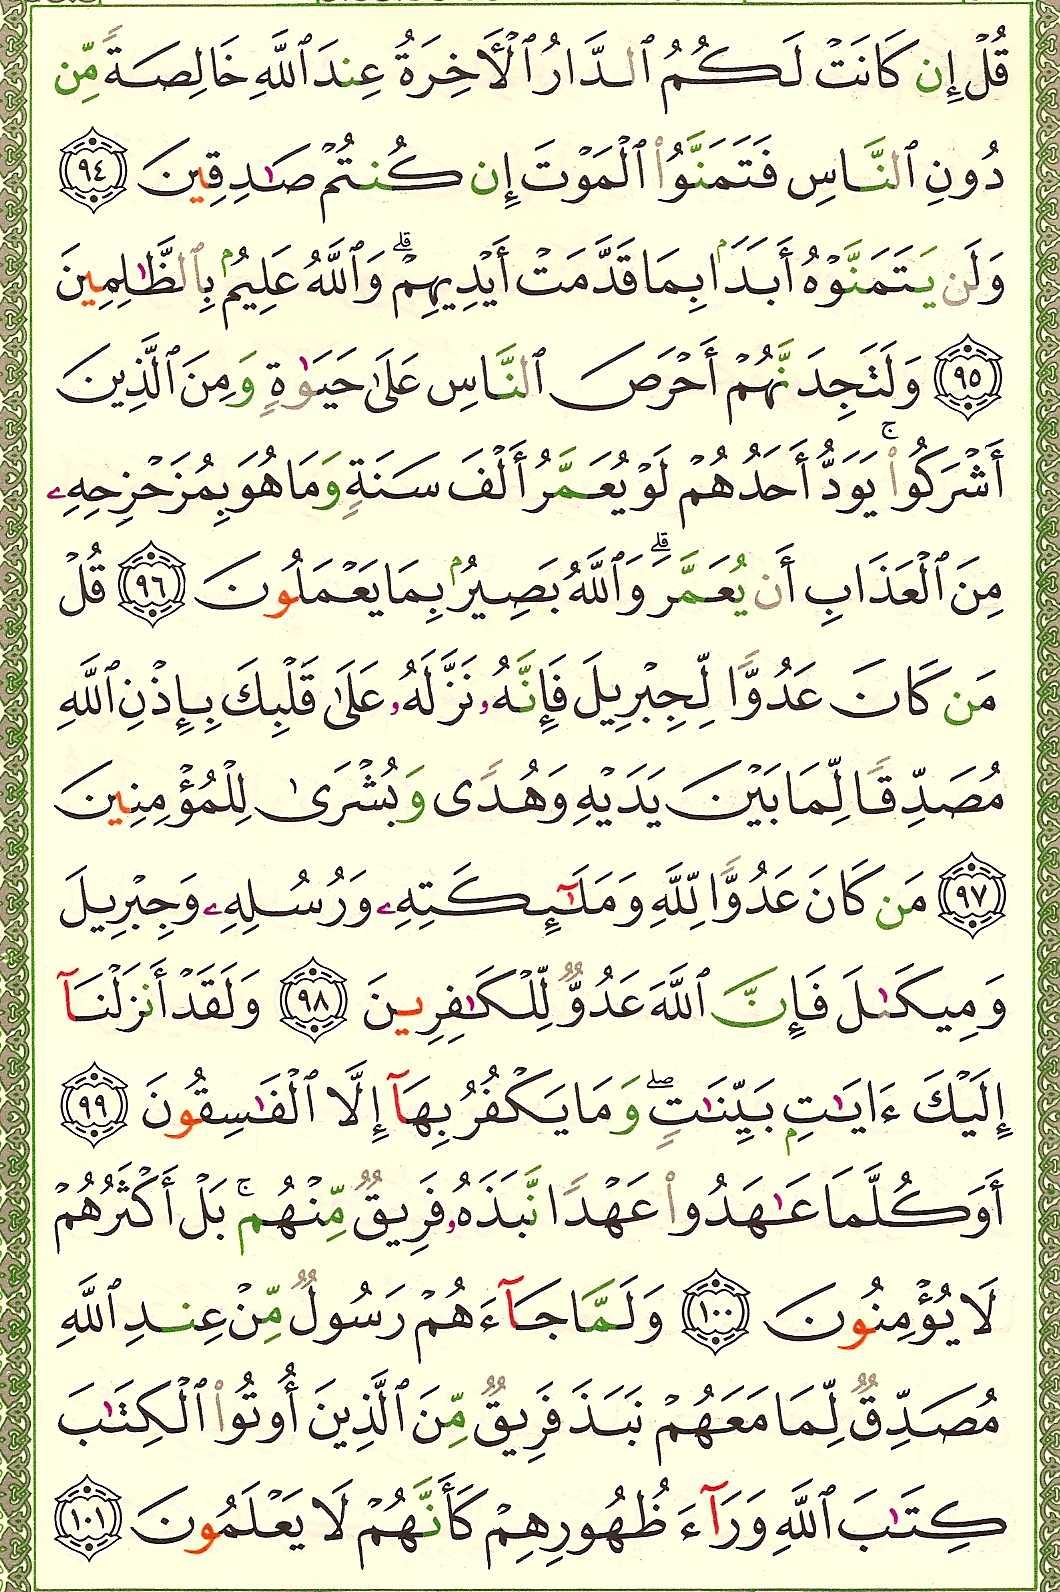 قُلْ إِن كَانَتْ لَكُمُ ٱلدَّارُ ٱلْأَخِرَةُ عِندَ ٱللَّهِ خَالِصَةً مِّن
دُونِ ٱلنَّاسِ فَتَمَنَّوُا۟ ٱلْمَوْتَ إِن كُنتُمْ صَٰدِقِينَ ٩٤
وَلَن يَتَمَنَّوْهُ أَبَدَۢا بِمَا قَدَّمَتْ أَيْدِيهِمْ ۗ وَٱللَّهُ عَلِيمُۢ بِٱلظَّٰلِمِينَ
٩٥ وَلَتَجِدَنَّهُمْ أَحْرَصَ ٱلنَّاسِ عَلَىٰ حَيَوٰةٍ وَمِنَ ٱلَّذِينَ
أَشْرَكُوا۟ ۚ يَوَدُّ أَحَدُهُمْ لَوْ يُعَمَّرُ أَلْفَ سَنَةٍ وَمَا هُوَ بِمُزَحْزِحِهِۦ
مِنَ ٱلْعَذَابِ أَن يُعَمَّرَ ۗ وَٱللَّهُ بَصِيرُۢ بِمَا يَعْمَلُونَ ٩٦ قُلْ
مَن كَانَ عَدُوًّا لِّجِبْرِيلَ فَإِنَّهُۥ نَزَّلَهُۥ عَلَىٰ قَلْبِكَ بِإِذْنِ ٱللَّهِ
مُصَدِّقًا لِّمَا بَيْنَ يَدَيْهِ وَهُدًى وَبُشْرَىٰ لِلْمُؤْمِنِينَ
٩٧ مَن كَانَ عَدُوًّا لِّلَّهِ وَمَلَٰٓئِكَتِهِۦ وَرُسُلِهِۦ وَجِبْرِيلَ
وَمِيكَىٰلَ فَإِنَّ ٱللَّهَ عَدُوٌّ لِّلْكَٰفِرِينَ ٩٨ وَلَقَدْ أَنزَلْنَآ
إِلَيْكَ ءَايَٰتِۭ بَيِّنَٰتٍ ۖ وَمَا يَكْفُرُ بِهَآ إِلَّا ٱلْفَٰسِقُونَ ٩٩
أَوَكُلَّمَا عَٰهَدُوا۟ عَهْدًا نَّبَذَهُۥ فَرِيقٌ مِّنْهُم ۚ بَلْ أَكْثَرُهُمْ
لَا يُؤْمِنُونَ ١٠٠ وَلَمَّا جَآءَهُمْ رَسُولٌ مِّنْ عِندِ ٱللَّهِ
مُصَدِّقٌ لِّمَا مَعَهُمْ نَبَذَ فَرِيقٌ مِّنَ ٱلَّذِينَ أُوتُوا۟ ٱلْكِتَٰبَ
كِتَٰبَ ٱللَّهِ وَرَآءَ ظُهُورِهِمْ كَأَنَّهُمْ لَا يَعْلَمُونَ ١٠١